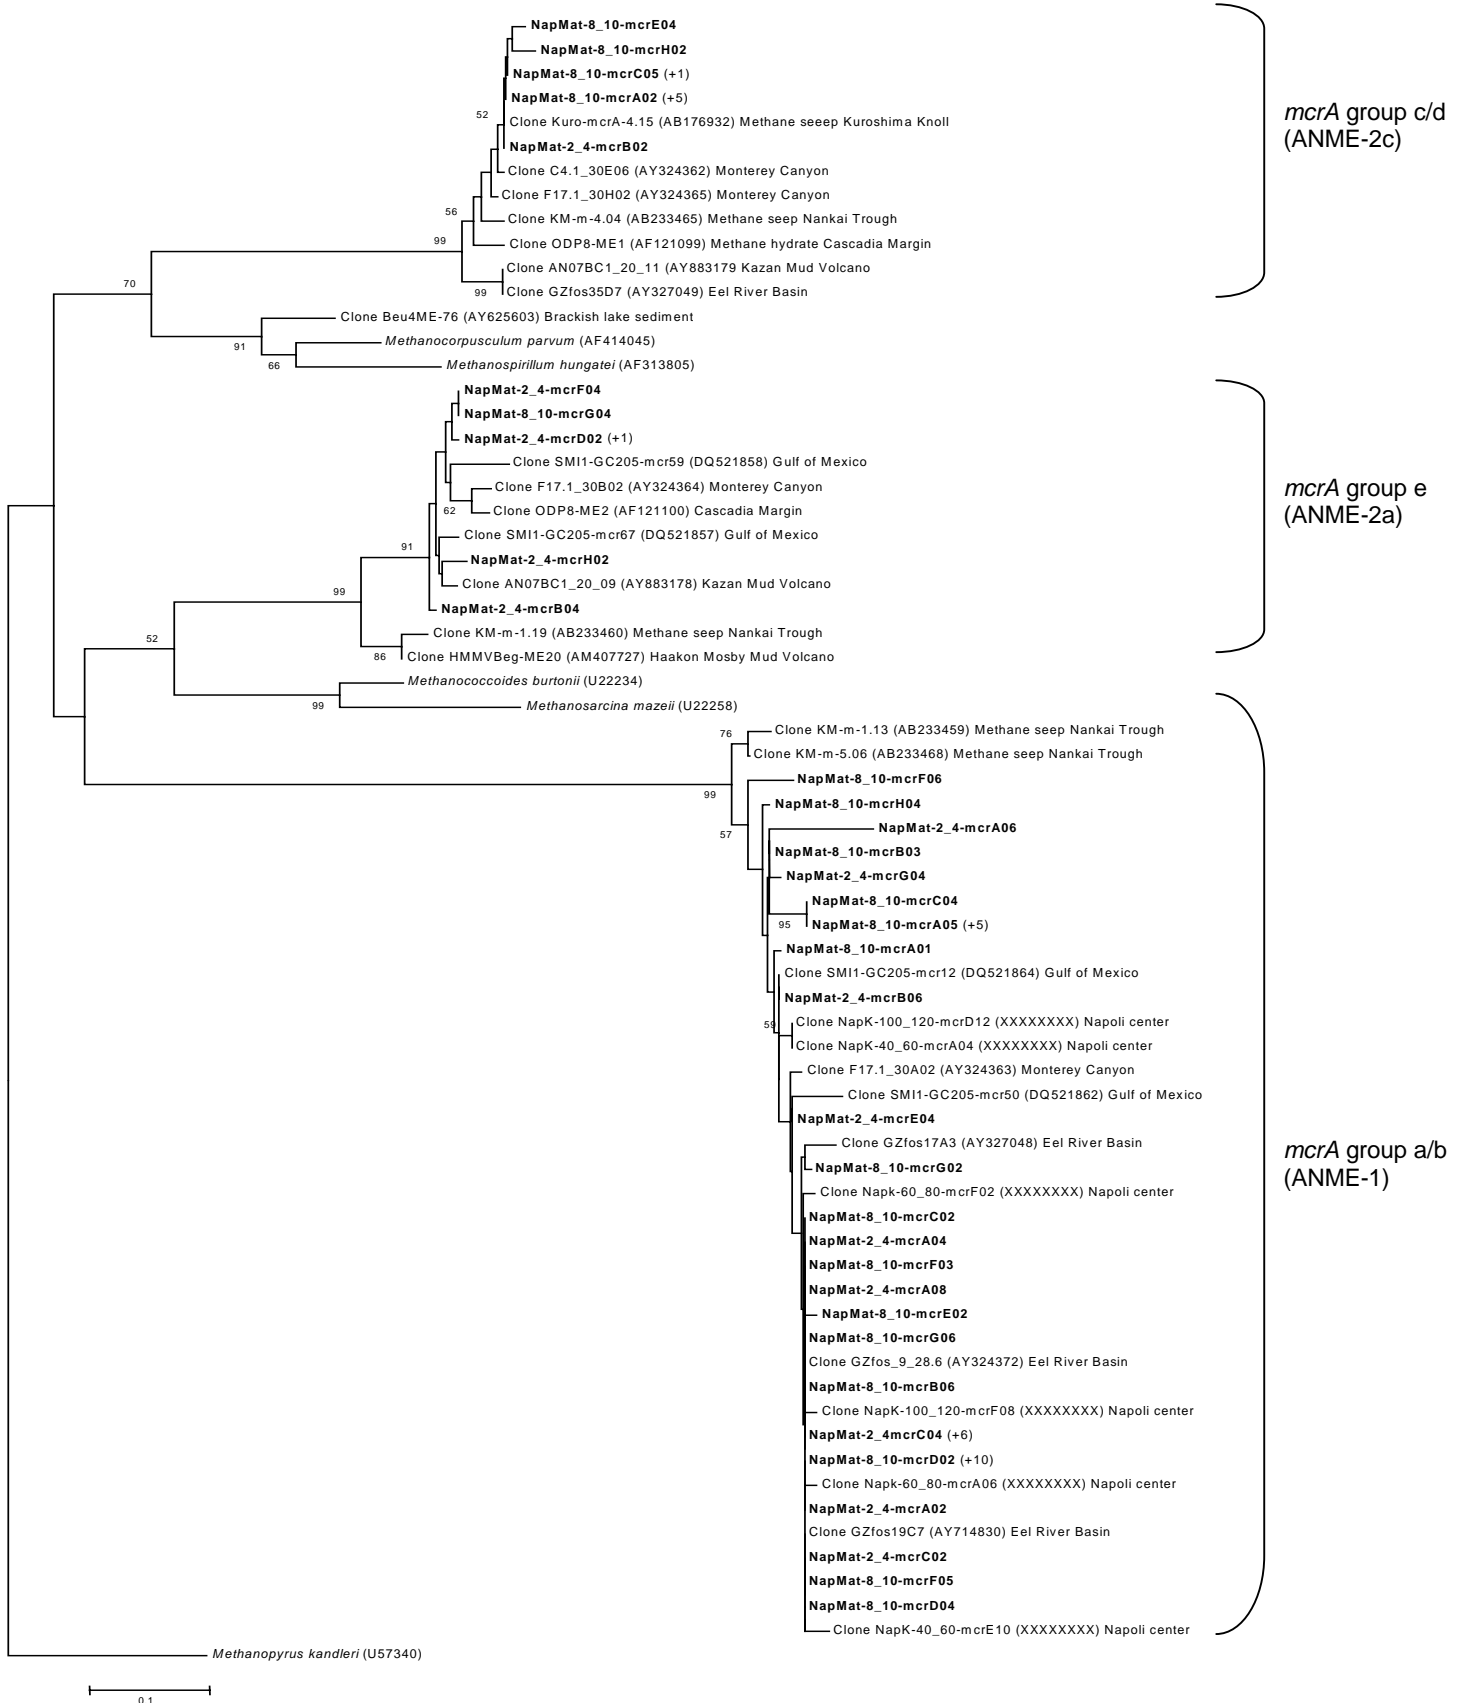 NapMat-8_10-mcrE04
NapMat-8_10-mcrH02
NapMat-8_10-mcrC05 (+1)
NapMat-8_10-mcrA02 (+5)
52
Clone Kuro-mcrA-4.15 (AB176932) Methane seeep Kuroshima Knoll
NapMat-2_4-mcrB02
Clone C4.1_30E06 (AY324362) Monterey Canyon
Clone F17.1_30H02 (AY324365) Monterey Canyon
56
Clone KM-m-4.04 (AB233465) Methane seep Nankai Trough
99
Clone ODP8-ME1 (AF121099) Methane hydrate Cascadia Margin
Clone AN07BC1_20_11 (AY883179 Kazan Mud Volcano
99
Clone GZfos35D7 (AY327049) Eel River Basin
mcrA group c/d
(ANME-2c)
70
Clone Beu4ME-76 (AY625603) Brackish lake sediment
91
Methanocorpusculum parvum (AF414045)
66
Methanospirillum hungatei (AF313805)
NapMat-2_4-mcrF04
NapMat-8_10-mcrG04
NapMat-2_4-mcrD02 (+1)
Clone SMI1-GC205-mcr59 (DQ521858) Gulf of Mexico
Clone F17.1_30B02 (AY324364) Monterey Canyon
62
Clone ODP8-ME2 (AF121100) Cascadia Margin
Clone SMI1-GC205-mcr67 (DQ521857) Gulf of Mexico
91
NapMat-2_4-mcrH02
Clone AN07BC1_20_09 (AY883178) Kazan Mud Volcano
99
NapMat-2_4-mcrB04
Clone KM-m-1.19 (AB233460) Methane seep Nankai Trough
86
Clone HMMVBeg-ME20 (AM407727) Haakon Mosby Mud Volcano
mcrA group e
(ANME-2a)
52
Methanococcoides burtonii (U22234)
99
Methanosarcina mazeii (U22258)
76
Clone KM-m-1.13 (AB233459) Methane seep Nankai Trough
Clone KM-m-5.06 (AB233468) Methane seep Nankai Trough
NapMat-8_10-mcrF06
99
NapMat-8_10-mcrH04
57
NapMat-2_4-mcrA06
NapMat-8_10-mcrB03
NapMat-2_4-mcrG04
NapMat-8_10-mcrC04
95
NapMat-8_10-mcrA05 (+5)
NapMat-8_10-mcrA01
Clone SMI1-GC205-mcr12 (DQ521864) Gulf of Mexico
NapMat-2_4-mcrB06
59
Clone NapK-100_120-mcrD12 (XXXXXXXX) Napoli center
Clone NapK-40_60-mcrA04 (XXXXXXXX) Napoli center
Clone F17.1_30A02 (AY324363) Monterey Canyon
Clone SMI1-GC205-mcr50 (DQ521862) Gulf of Mexico
NapMat-2_4-mcrE04
Clone GZfos17A3 (AY327048) Eel River Basin
NapMat-8_10-mcrG02
Clone Napk-60_80-mcrF02 (XXXXXXXX) Napoli center
NapMat-8_10-mcrC02
NapMat-2_4-mcrA04
NapMat-8_10-mcrF03
NapMat-2_4-mcrA08
NapMat-8_10-mcrE02
NapMat-8_10-mcrG06
Clone GZfos_9_28.6 (AY324372) Eel River Basin
NapMat-8_10-mcrB06
Clone NapK-100_120-mcrF08 (XXXXXXXX) Napoli center
NapMat-2_4mcrC04 (+6)
NapMat-8_10-mcrD02 (+10)
Clone Napk-60_80-mcrA06 (XXXXXXXX) Napoli center
NapMat-2_4-mcrA02
Clone GZfos19C7 (AY714830) Eel River Basin
NapMat-2_4-mcrC02
NapMat-8_10-mcrF05
NapMat-8_10-mcrD04
Clone NapK-40_60-mcrE10 (XXXXXXXX) Napoli center
mcrA group a/b
(ANME-1)
Methanopyrus kandleri (U57340)
0.1